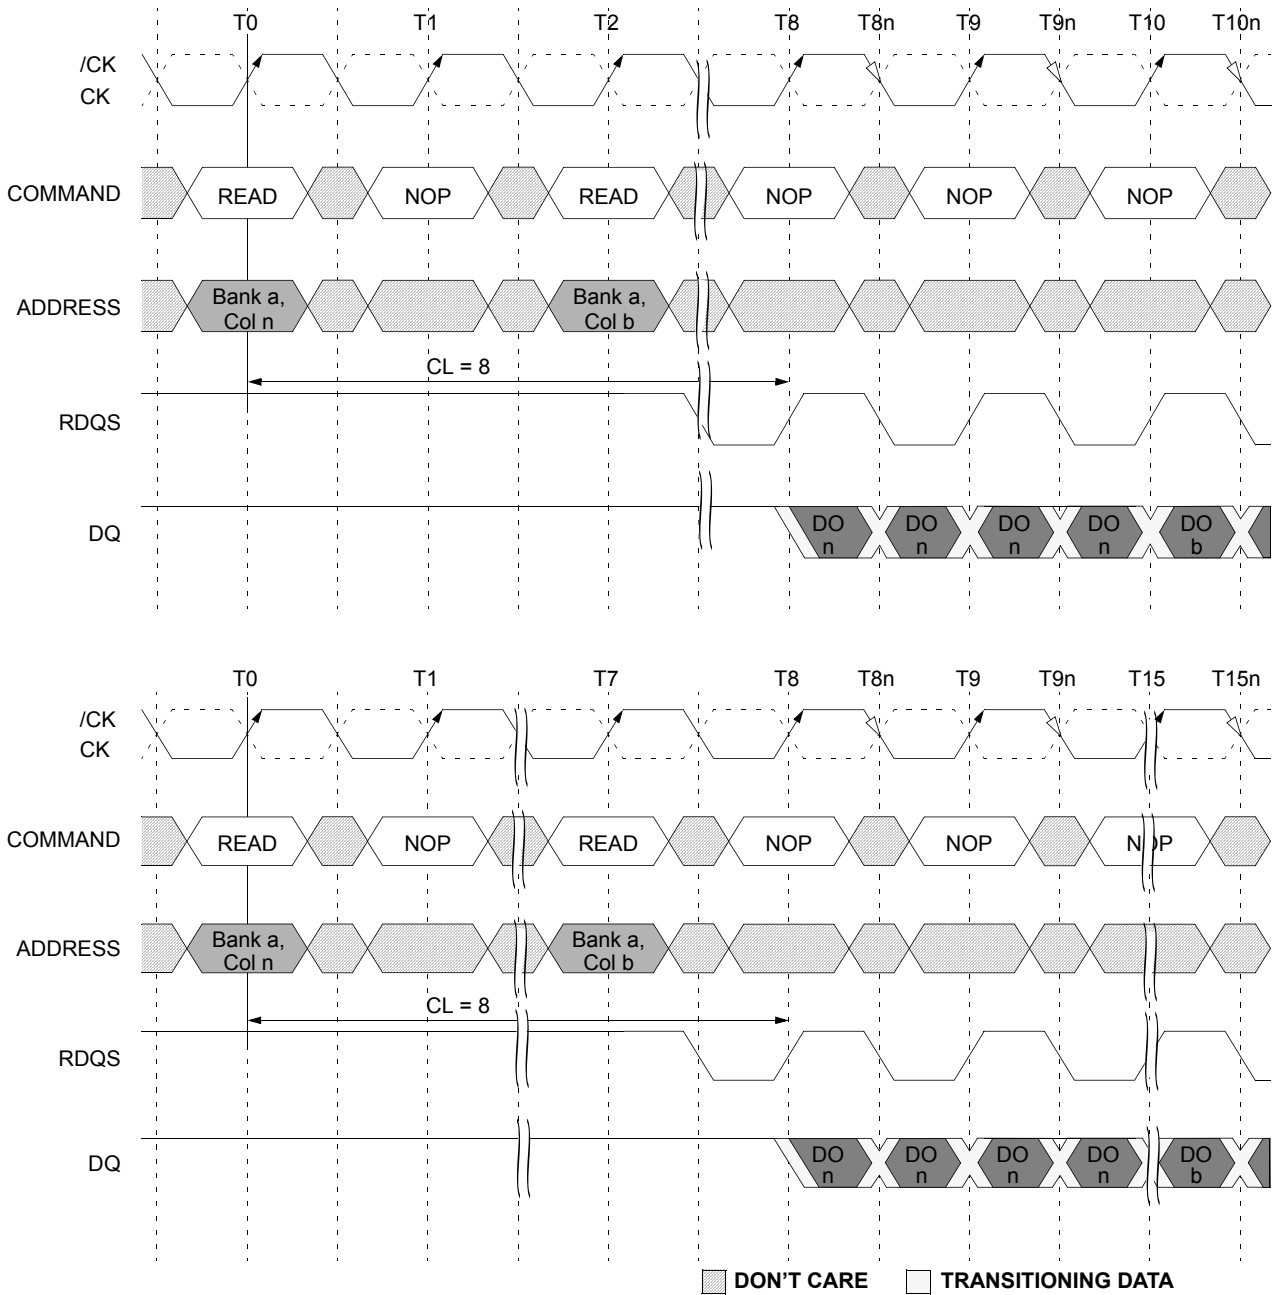 T0 T1 T2 T8 T8n T9 T9n T10 T10n
/CK
CK
COMMAND READ NOP READ NOP NOP NOP
ADDRESS Bank a, Bank a,
Col n Col b
CL = 8
RDQS
DQ DO DO DO DO DO
n n n n b
T0 T1 T7 T8 T8n T9 T9n T15 T15n
/CK
CK
COMMAND READ NOP READ NOP NOP NOP
ADDRESS Bank a, Bank a,
Col n Col b
CL = 8
RDQS
DQ DO DO DO DO DO
n n n n b
DON'T CARE TRANSITIONING DATA